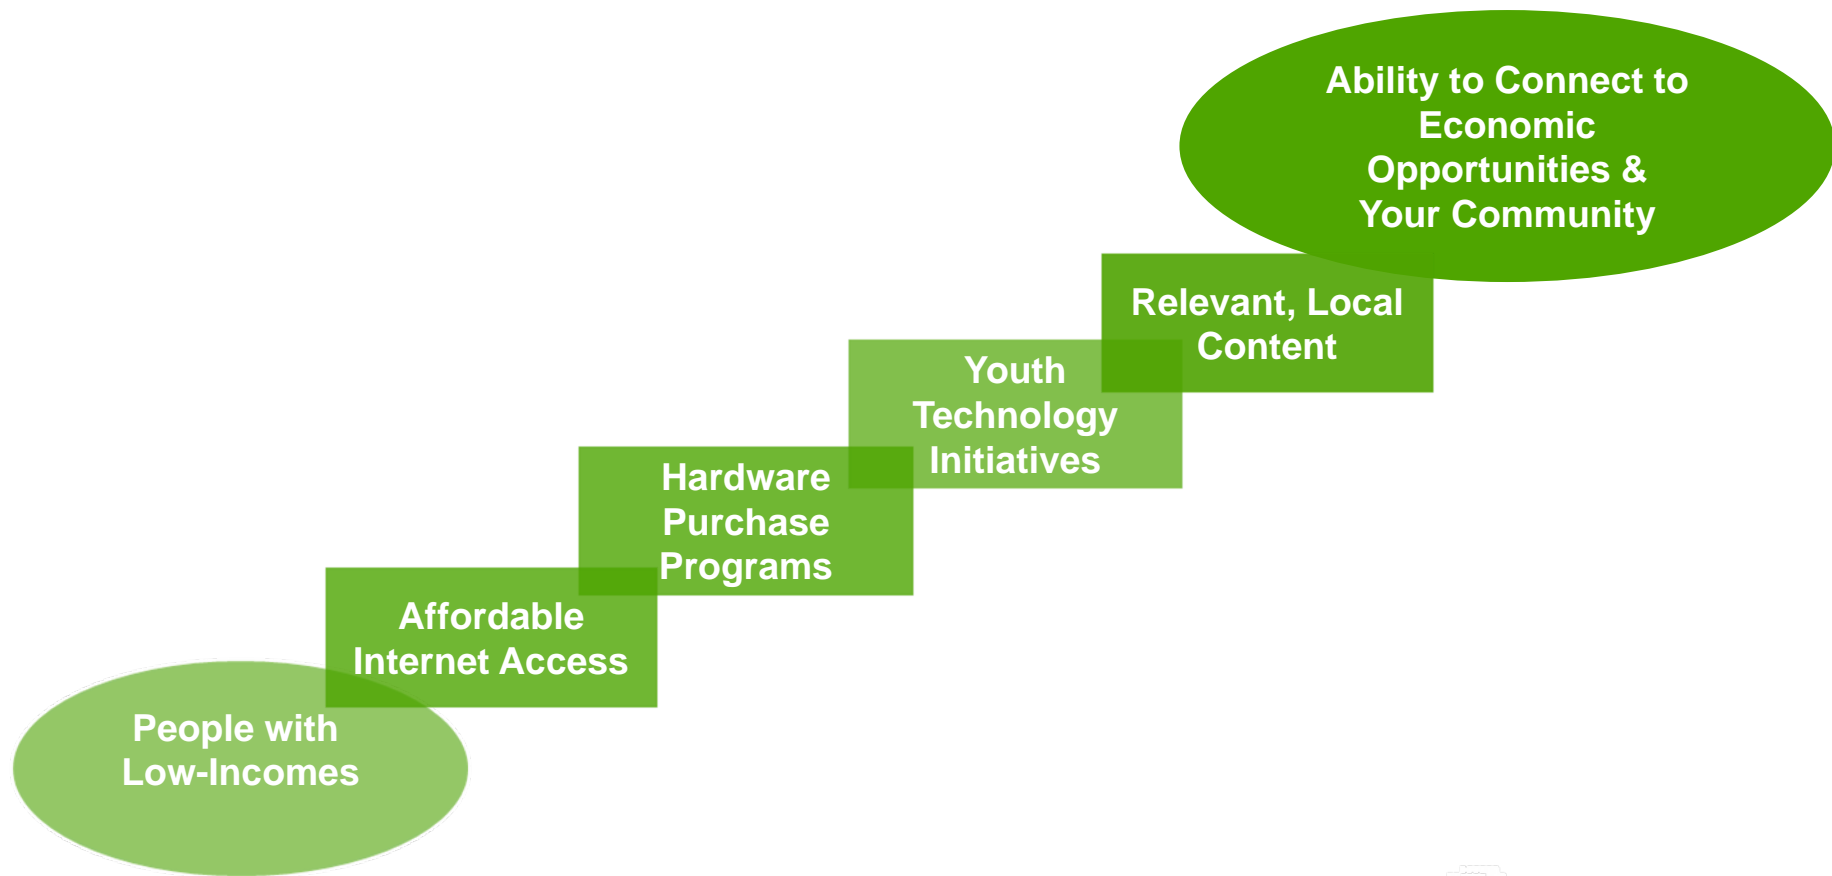 Ability to Connect to
Economic
Opportunities &
Your Community
Relevant, Local
Content
Youth
Technology
Initiatives
Hardware
Purchase
Programs
Affordable
Internet Access
People with
Low-Incomes